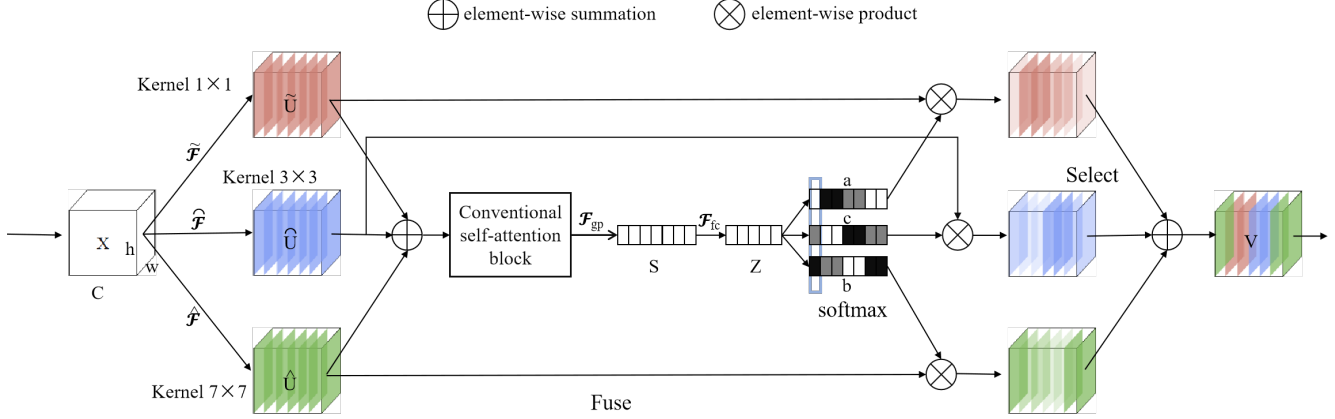 element-wise summation
element-wise product
Kernel 1×1
Ũ
𝓕̃
Kernel 3×3
X
h
w
C
𝓕̑
Û
Conventional
self-attention
block
𝓕gp
S
𝓕fc
Z
a
c
b
softmax
Select
V
𝓕̂
Kernel 7×7
Û
Fuse